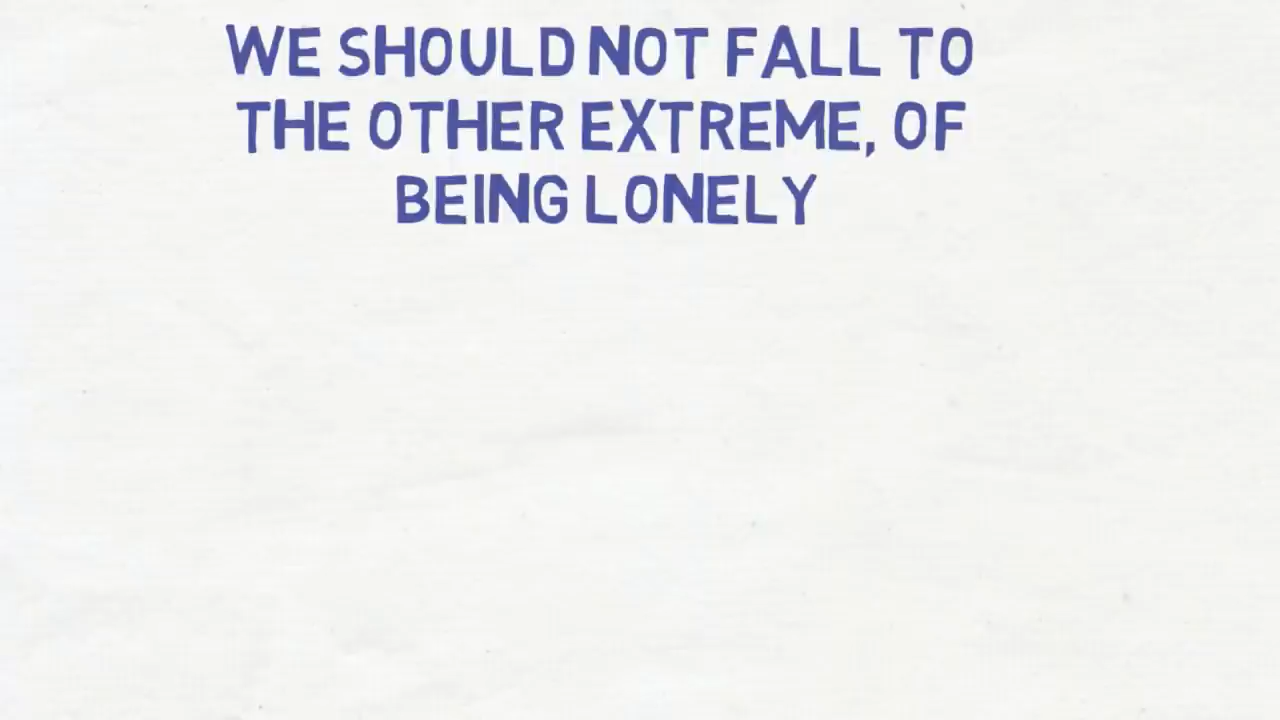 WE SHOULD NOT FALL TO
THE OTHER EXTREME, OF
BEING LONELY